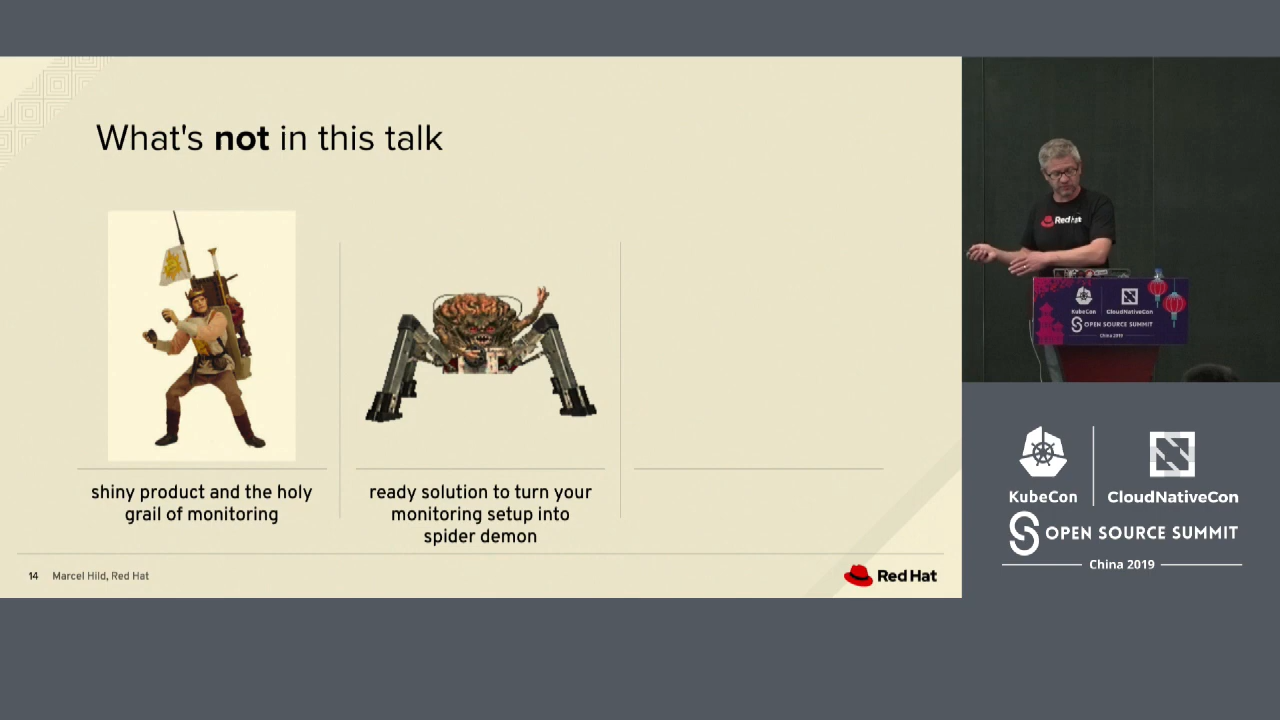 What's not in this talk
shiny product and the holy
grail of monitoring
ready solution to turn your
monitoring setup into
spider demon
14 Marcel Hild, Red Hat
Red Hat
Red Hat
KubeCon
CloudNativeCon
OPEN SOURCE SUMMIT
China 2019
KubeCon
CloudNativeCon
OPEN SOURCE SUMMIT
China 2019